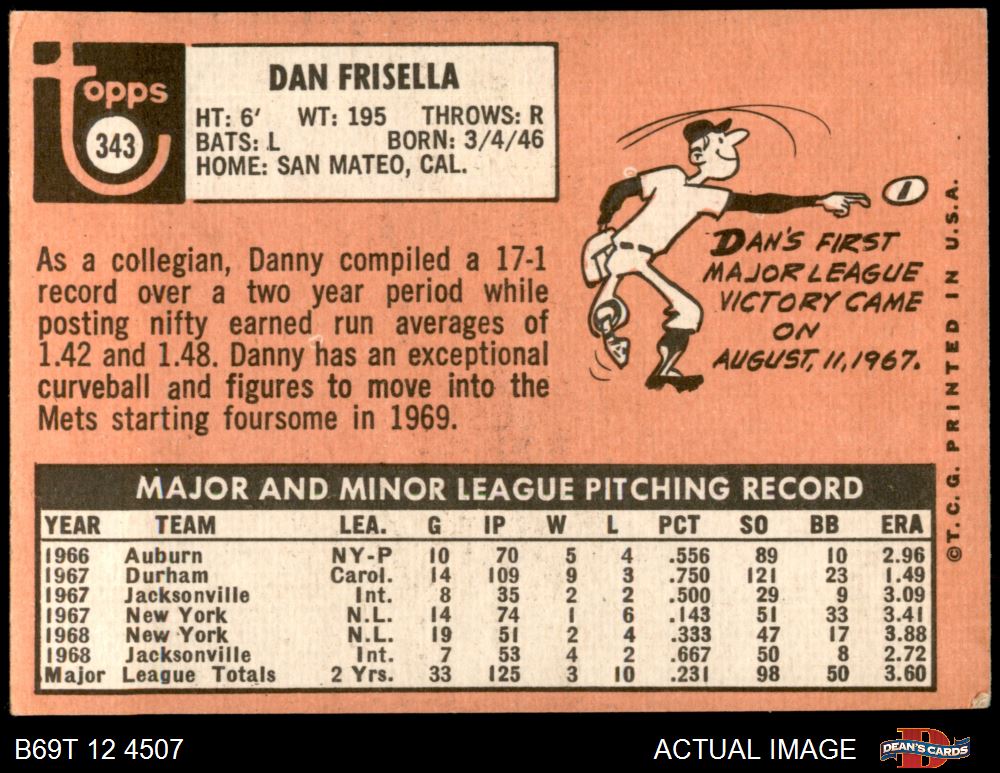 Topps
343
DAN FRISELLA
HT: 6' WT: 195 THROWS: R
BATS: L BORN: 3/4/46
HOME: SAN MATEO, CAL.
As a collegian, Danny compiled a 17-1
record over a two year period while
posting nifty earned run averages of
1.42 and 1.48. Danny has an exceptional
curveball and figures to move into the
Mets starting foursome in 1969.
1
DAN'S FIRST
MAJOR LEAGUE
VICTORY CAME
ON
AUGUST, 11, 1967.
©T.C.G. PRINTED IN U.S.A.
MAJOR AND MINOR LEAGUE PITCHING RECORD
YEAR TEAM LEA. G IP W L PCT SO BB ERA
1966 Auburn NY-P 10 70 5 4 .556 89 10 2.96
1967 Durham Carol. 14 109 9 3 .750 121 23 1.49
1967 Jacksonville Int. 8 35 2 2 .500 29 9 3.09
1967 New York N.L. 14 74 1 6 .143 51 33 3.41
1968 New York N.L. 19 51 2 4 .333 47 17 3.88
1968 Jacksonville Int. 7 53 4 2 .667 50 8 2.72
Major League Totals 2 Yrs. 33 125 3 10 .231 98 50 3.60
B69T 12 4507 ACTUAL IMAGE DEAN'S CARDS